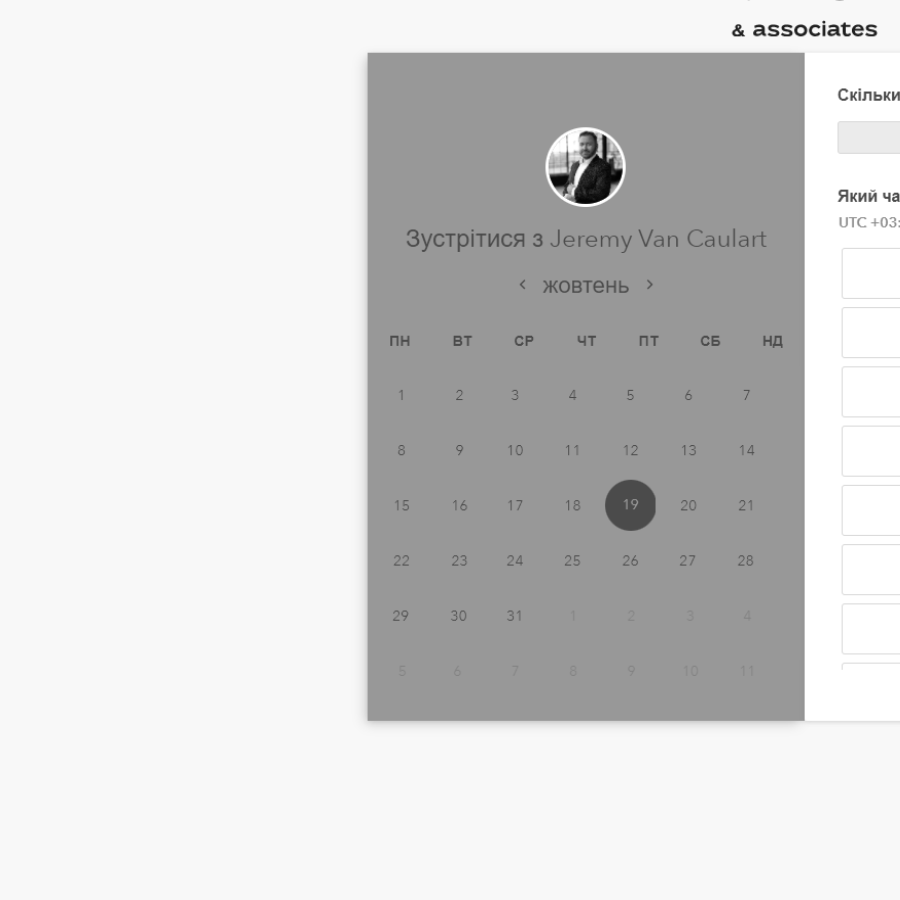 & associates
Зустрітися з Jeremy Van Caulart
жовтень
ПН ВТ СР ЧТ ПТ СБ НД
1 2 3 4 5 6 7
8 9 10 11 12 13 14
15 16 17 18 19 20 21
22 23 24 25 26 27 28
29 30 31 1 2 3 4
5 6 7 8 9 10 11
Скільки
Який ча
UTC +03: